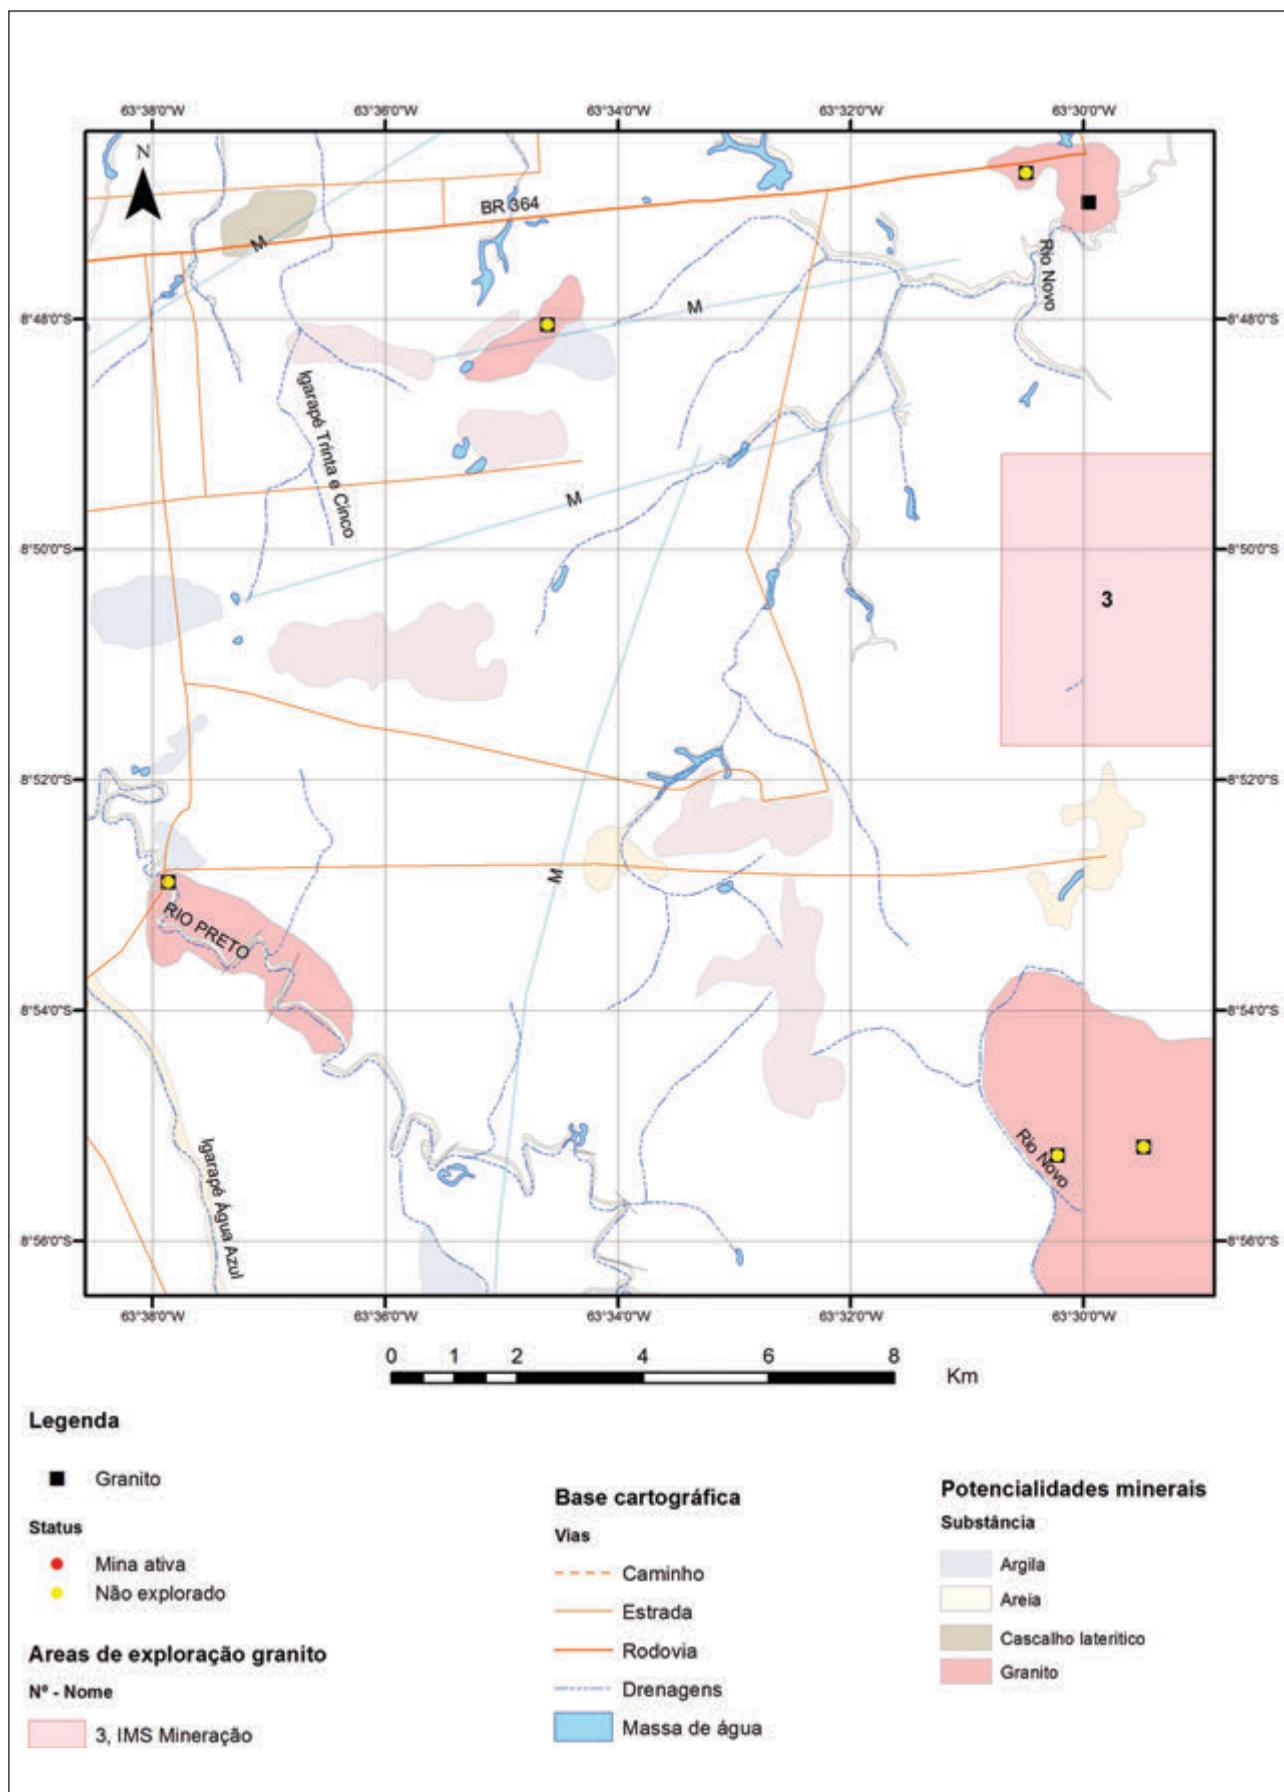 63°38'0"W 63°36'0"W 63°34'0"W 63°32'0"W 63°30'0"W
N
BR 364
M
Rio Novo
M
8°48'0"S 8°48'0"S
Igarapé Trinta e Cinco
M
8°50'0"S 8°50'0"S
3
8°52'0"S 8°52'0"S
M
RIO PRETO
8°54'0"S 8°54'0"S
Rio Novo
Igarapé Água Azul
8°56'0"S 8°56'0"S
63°38'0"W 63°36'0"W 63°34'0"W 63°32'0"W 63°30'0"W
0 1 2 4 6 8
Km
Legenda
Granito
Status
Mina ativa
Não explorado
Areas de exploração granito
Nº - Nome
3, IMS Mineração
Base cartográfica
Vias
Caminho
Estrada
Rodovia
Drenagens
Massa de água
Potencialidades minerais
Substância
Argila
Areia
Cascalho lateritico
Granito